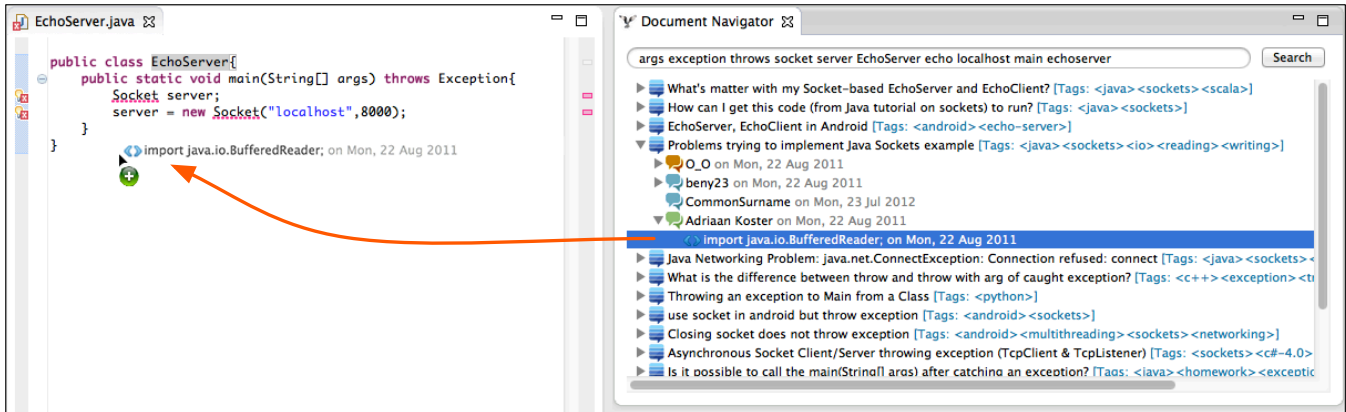 EchoServer.java
public class EchoServer{
public static void main(String[] args) throws Exception{
Socket server;
server = new Socket("localhost",8000);
}
}
import java.io.BufferedReader; on Mon, 22 Aug 2011
Document Navigator
args exception throws socket server EchoServer echo localhost main echoserver
Search
What's matter with my Socket-based EchoServer and EchoClient? [Tags: <java><sockets><scala>]
How can I get this code (from Java tutorial on sockets) to run? [Tags: <java><sockets>]
EchoServer, EchoClient in Android [Tags: <android><echo-server>]
Problems trying to implement Java Sockets example [Tags: <java><sockets><io><reading><writing>]
O_O on Mon, 22 Aug 2011
beny23 on Mon, 22 Aug 2011
CommonSurname on Mon, 23 Jul 2012
Adriaan Koster on Mon, 22 Aug 2011
import java.io.BufferedReader; on Mon, 22 Aug 2011
Java Networking Problem: java.net.ConnectException: Connection refused: connect [Tags: <java><sockets><
What is the difference between throw and throw with arg of caught exception? [Tags: <c++><exception><t
Throwing an exception to Main from a Class [Tags: <python>]
use socket in android but throw exception [Tags: <android><sockets>]
Closing socket does not throw exception [Tags: <android><multithreading><sockets><networking>]
Asynchronous Socket Client/Server throwing exception (TcpClient & TcpListener) [Tags: <sockets><c#-4.0>
Is it possible to call the main(String[] args) after catching an exception? [Tags: <java><homework><exceptic